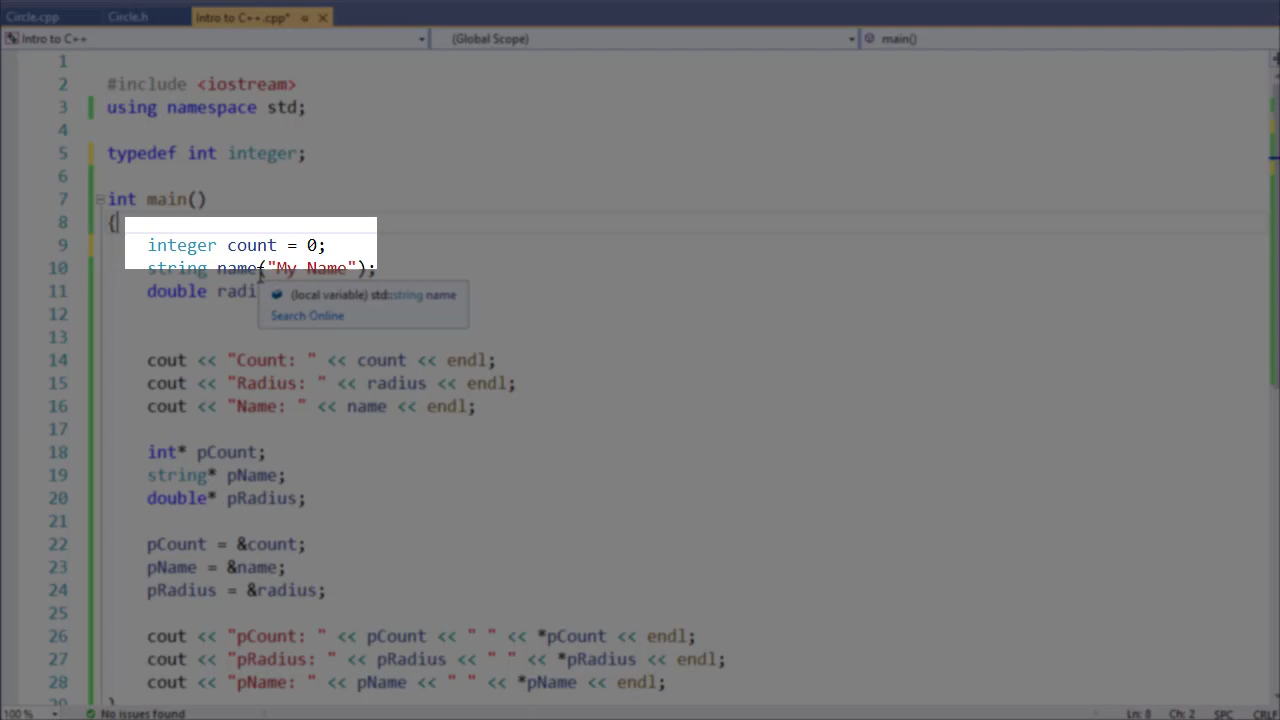 Circle.cpp Circle.h Intro to C++.cpp*
Intro to C++ (Global Scope) main()
1
2 #include <iostream>
3 using namespace std;
4
5 typedef int integer;
6
7 int main()
8 {
9 integer count = 0;
10 string name("My Name");
11 double radi
(local variable) std::string name
Search Online
12
13
14 cout << "Count: " << count << endl;
15 cout << "Radius: " << radius << endl;
16 cout << "Name: " << name << endl;
17
18 int* pCount;
19 string* pName;
20 double* pRadius;
21
22 pCount = &count;
23 pName = &name;
24 pRadius = &radius;
25
26 cout << "pCount: " << pCount << " " << *pCount << endl;
27 cout << "pRadius: " << pRadius << " " << *pRadius << endl;
28 cout << "pName: " << pName << " " << *pName << endl;
29 }
100 % No issues found Ln: 8 Ch: 2 SPC CRLF